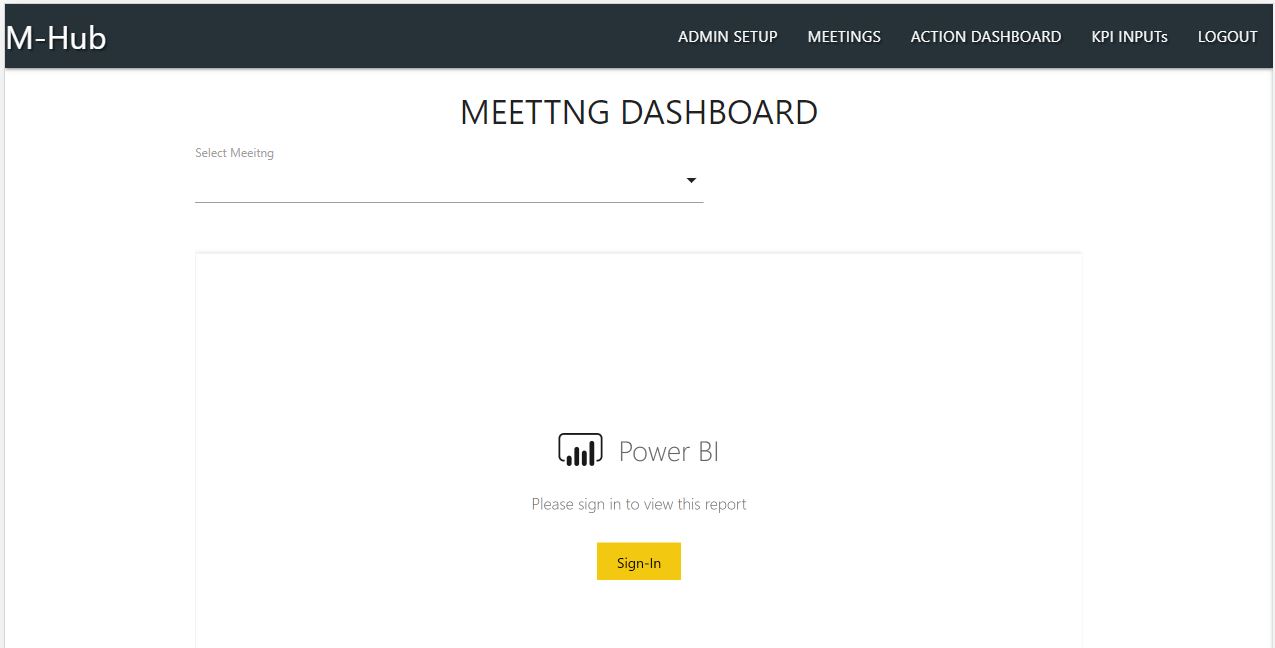 M-Hub ADMIN SETUP MEETINGS ACTION DASHBOARD KPI INPUTs LOGOUT
MEETTNG DASHBOARD
Select Meeitng
Power BI
Please sign in to view this report
Sign-In